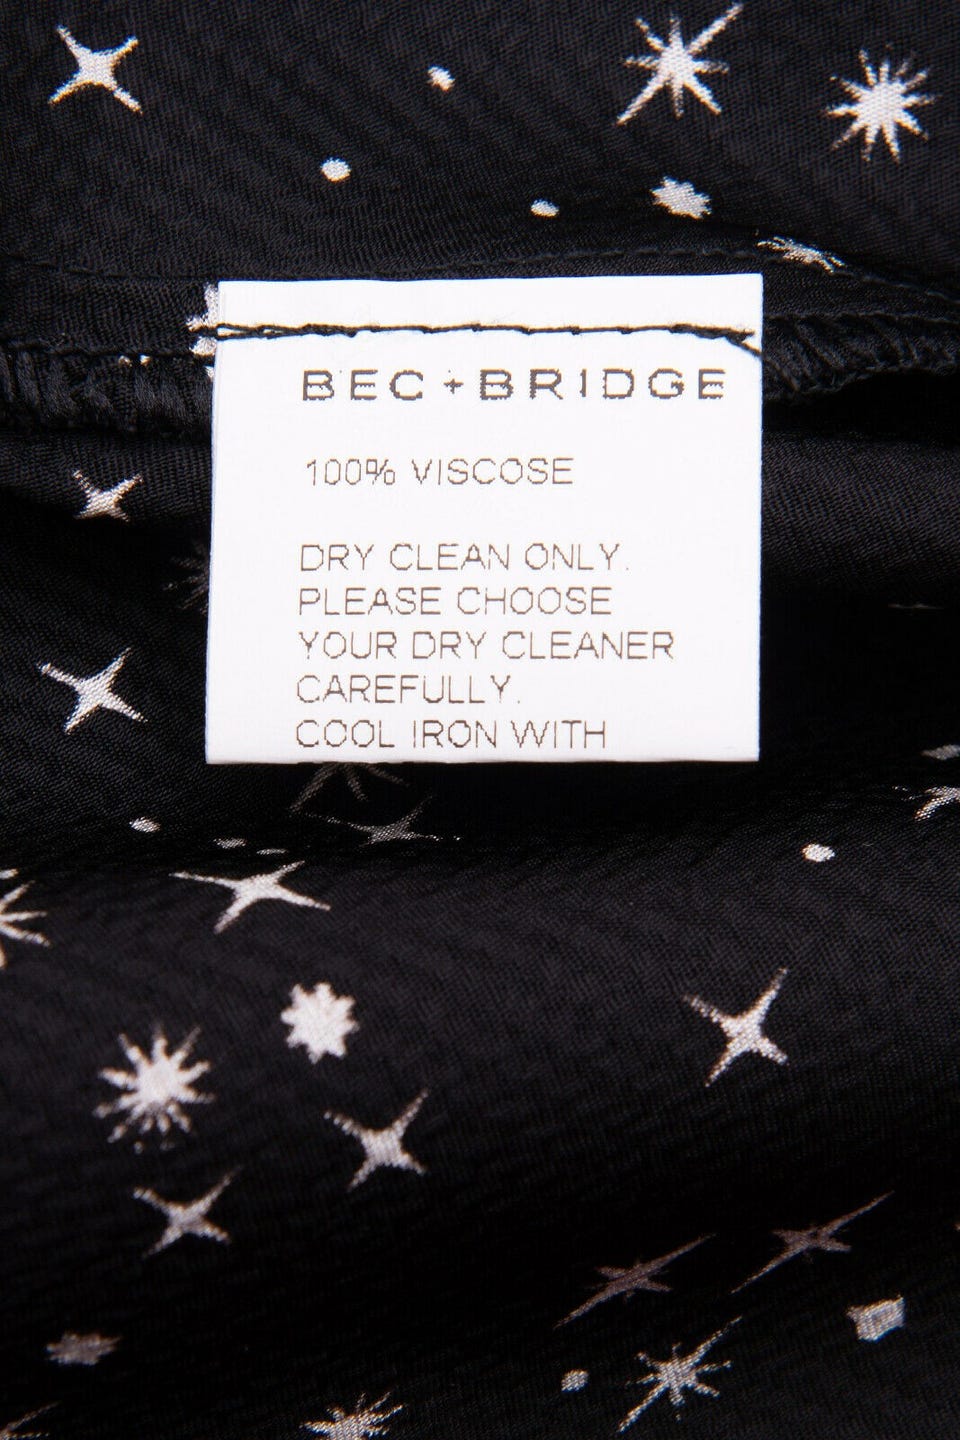 BEC+BRIDGE
100% VISCOSE
DRY CLEAN ONLY.
PLEASE CHOOSE
YOUR DRY CLEANER
CAREFULLY.
COOL IRON WITH